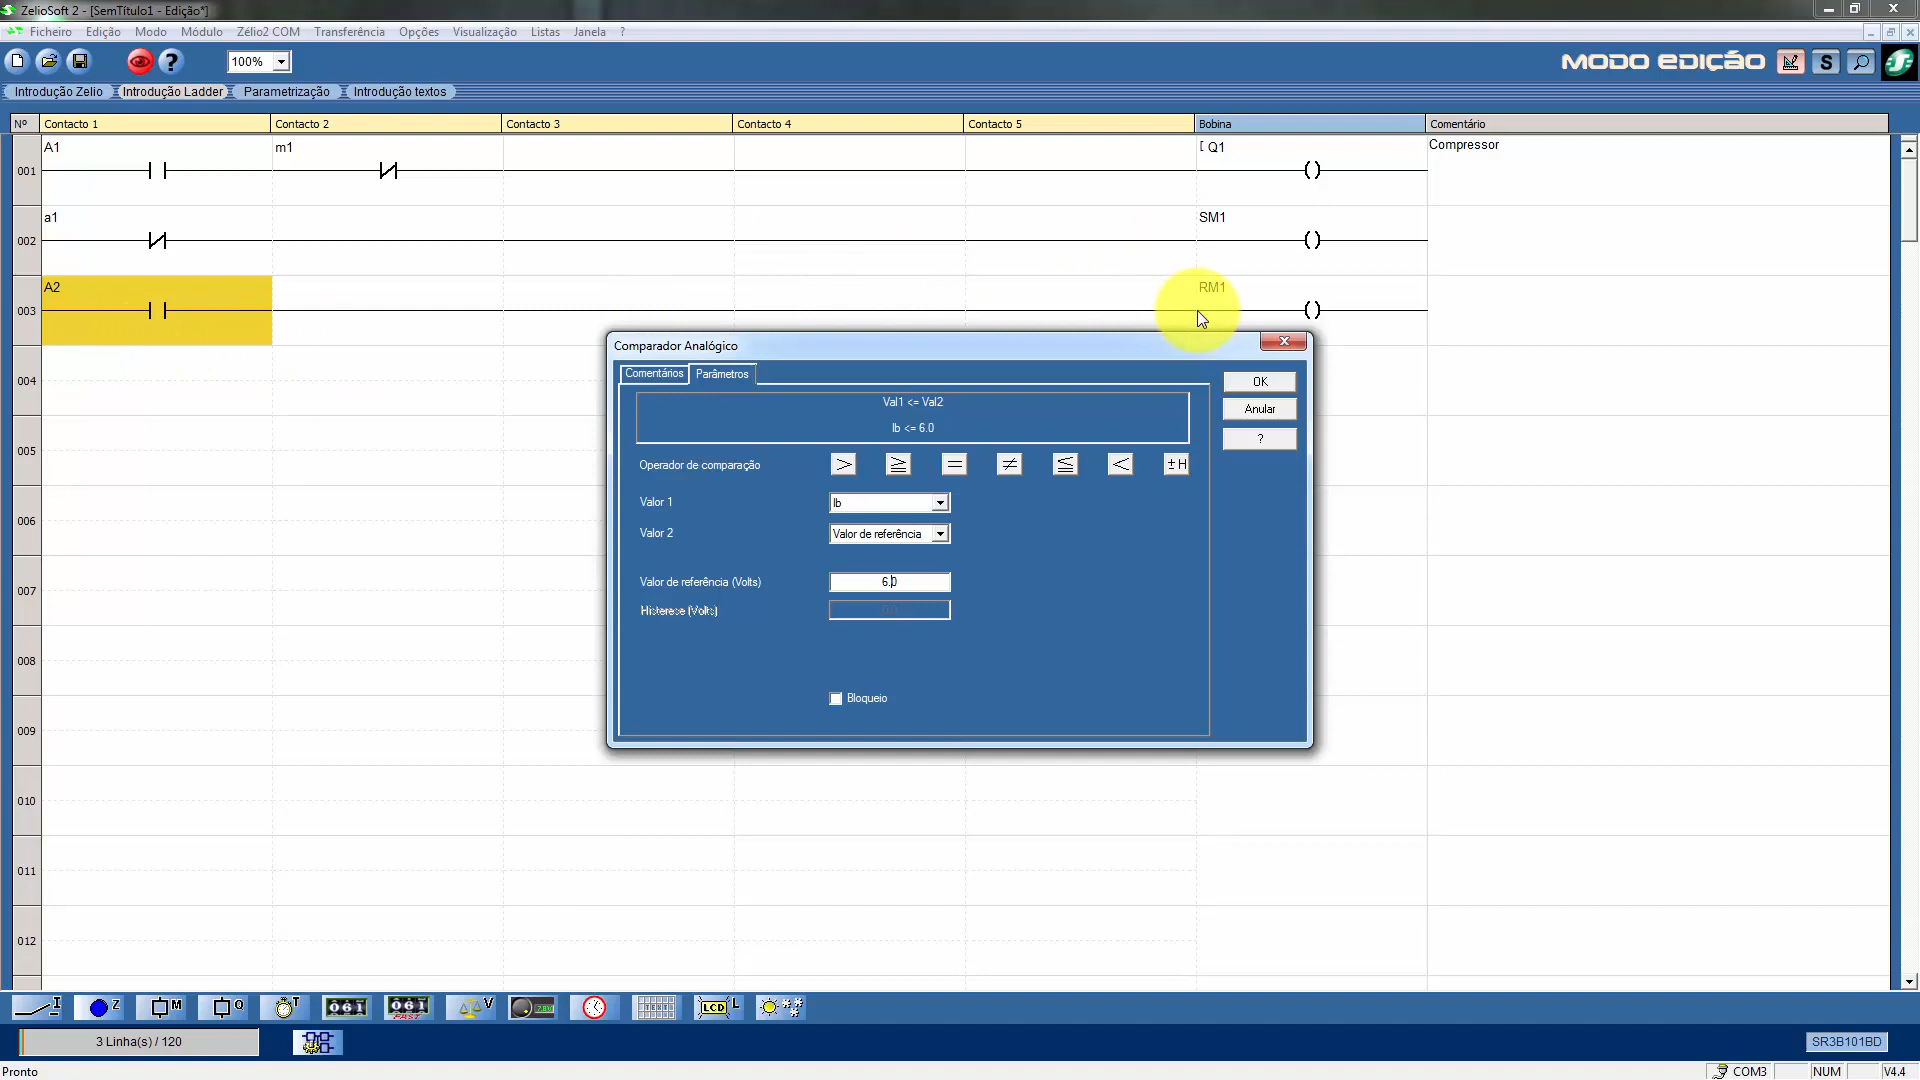 ZelioSoft 2 - [SemTítulo1 - Edição*]
Ficheiro Edição Modo Módulo Zélio2 COM Transferência Opções Visualização Listas Janela ?
100% MODO EDIÇÃO S
Introdução Zelio Introdução Ladder Parametrização Introdução textos
Nº Contacto 1 Contacto 2 Contacto 3 Contacto 4 Contacto 5 Bobina Comentário
A1 m1 [ Q1 Compressor
001
a1 SM1
002
A2 RM1
003
004
005
006
007
008
009
010
011
012
Comparador Analógico
Comentários Parâmetros
Val1 <= Val2
Ib <= 6.0
OK
Anular
?
Operador de comparação > ≧ = ≠ ≦ < ±H
Valor 1 Ib
Valor 2 Valor de referência
Valor de referência (Volts) 6.0
Histerese (Volts)
Bloqueio
I Z M Q T 061 061 FAST V LCD L
3 Linha(s) / 120 SR3B101BD
Pronto COM3 NUM V4.4